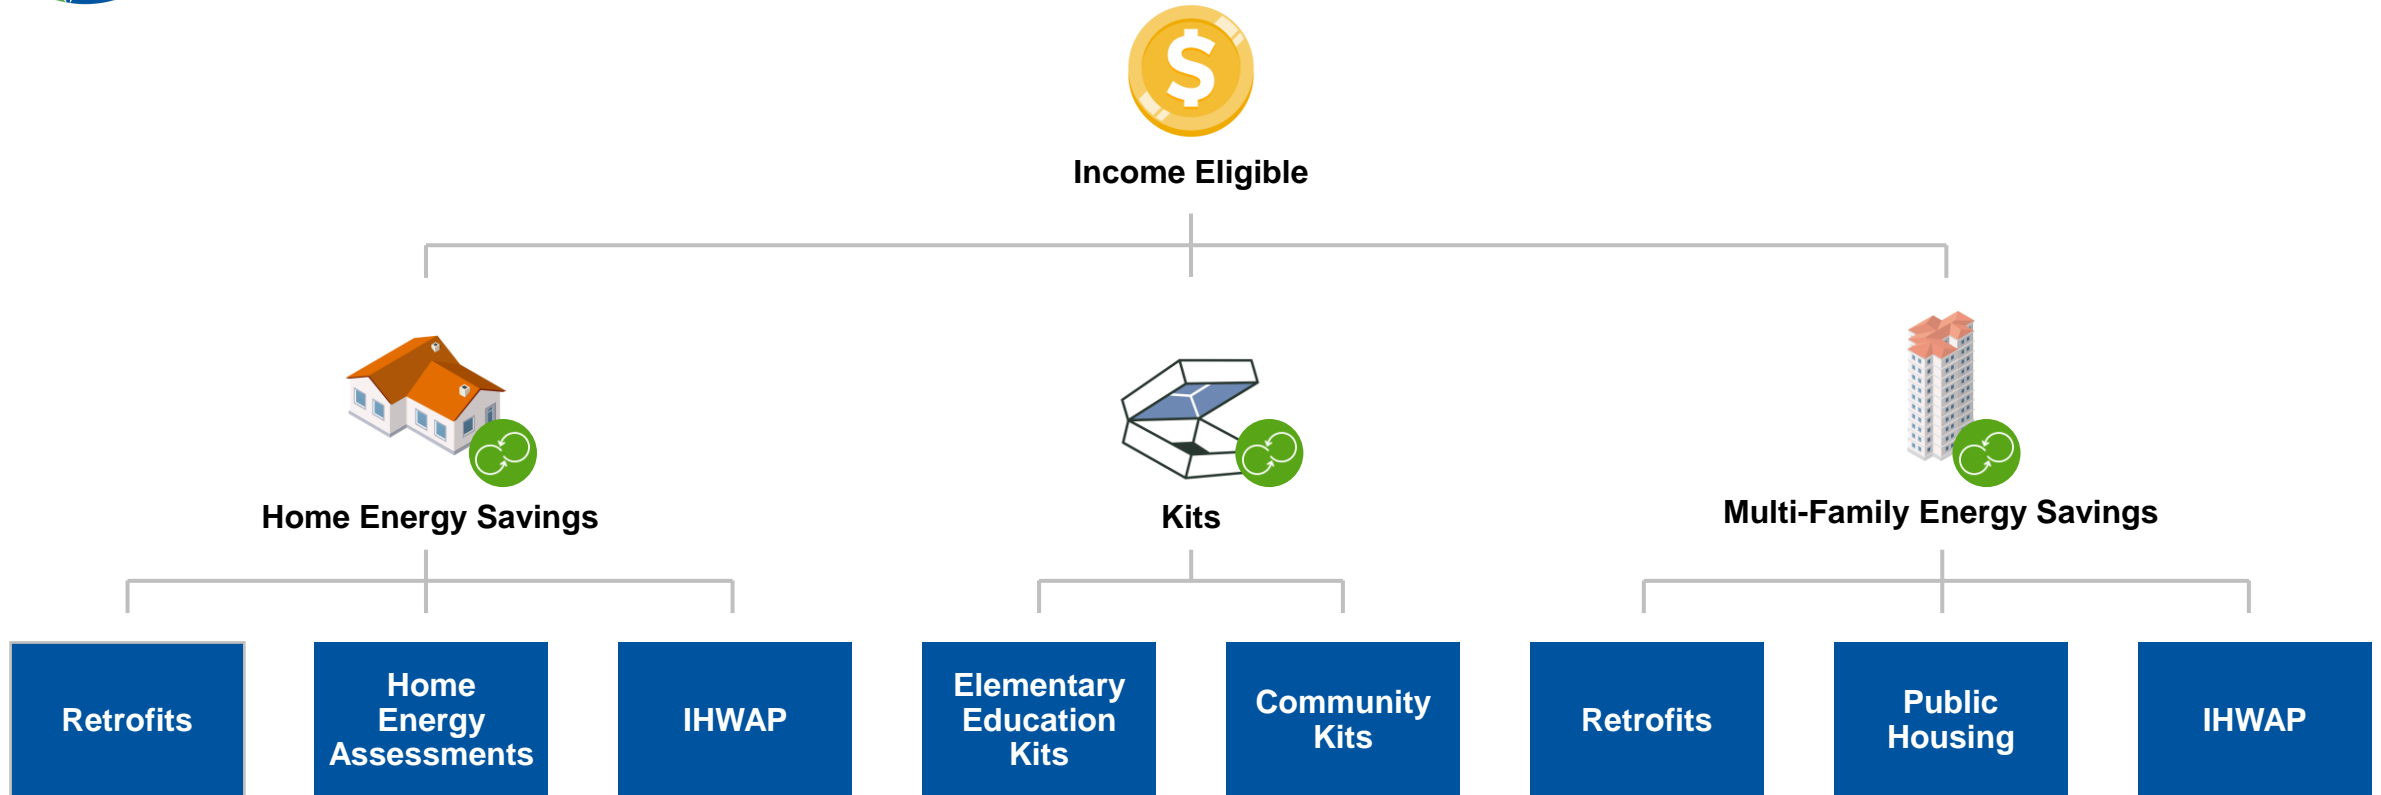 $
Income Eligible
Home Energy Savings
Kits
Multi-Family Energy Savings
Retrofits
Home
Energy
Assessments
IHWAP
Elementary
Education
Kits
Community
Kits
Retrofits
Public
Housing
IHWAP